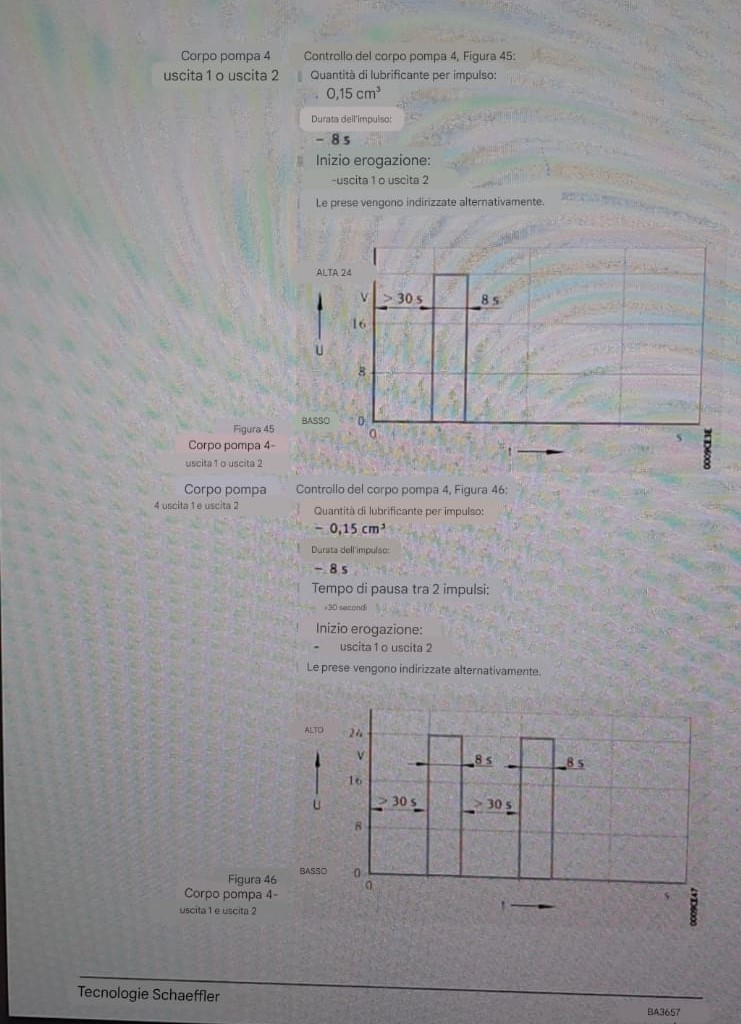 Corpo pompa 4
uscita 1 o uscita 2
Controllo del corpo pompa 4, Figura 45:
Quantità di lubrificante per impulso:
0,15 cm³
Durata dell'impulso:
– 8 s
Inizio erogazione:
-uscita 1 o uscita 2
Le prese vengono indirizzate alternativamente.
ALTA 24
V
> 30 s
8 s
16
U
8
BASSO
0
0
s
t
0009CE3E
Figura 45
Corpo pompa 4-
uscita 1 o uscita 2
Corpo pompa
4 uscita 1 e uscita 2
Controllo del corpo pompa 4, Figura 46:
Quantità di lubrificante per impulso:
– 0,15 cm³
Durata dell'impulso:
– 8 s
Tempo di pausa tra 2 impulsi:
>30 secondi
Inizio erogazione:
- uscita 1 o uscita 2
Le prese vengono indirizzate alternativamente.
ALTO
24
V
8 s
8 s
16
U
> 30 s
> 30 s
8
BASSO
0
0
s
t
0009CE47
Figura 46
Corpo pompa 4-
uscita 1 e uscita 2
Tecnologie Schaeffler
BA3657